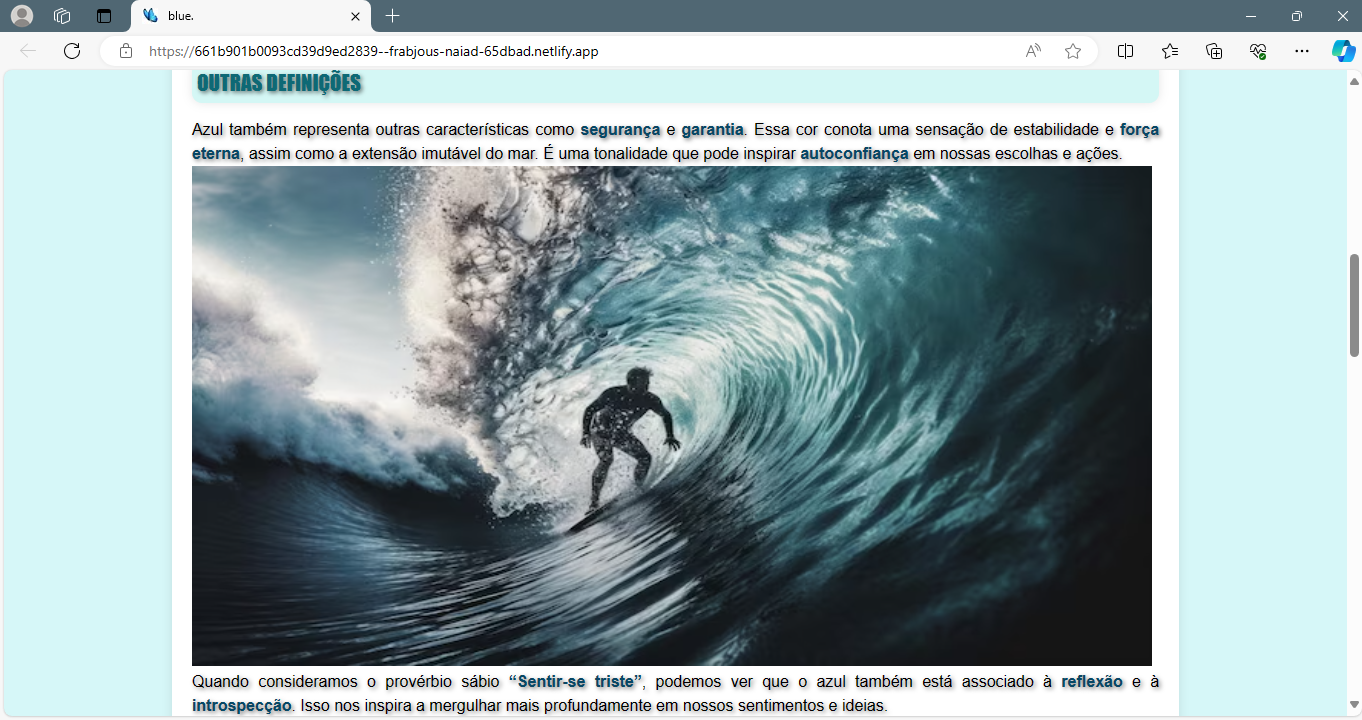 blue.
https://661b901b0093cd39d9ed2839--frabjous-naiad-65dbad.netlify.app
OUTRAS DEFINIÇÕES
Azul também representa outras características como segurança e garantia. Essa cor conota uma sensação de estabilidade e força
eterna, assim como a extensão imutável do mar. É uma tonalidade que pode inspirar autoconfiança em nossas escolhas e ações.
Quando consideramos o provérbio sábio “Sentir-se triste”, podemos ver que o azul também está associado à reflexão e à
introspecção. Isso nos inspira a mergulhar mais profundamente em nossos sentimentos e ideias.